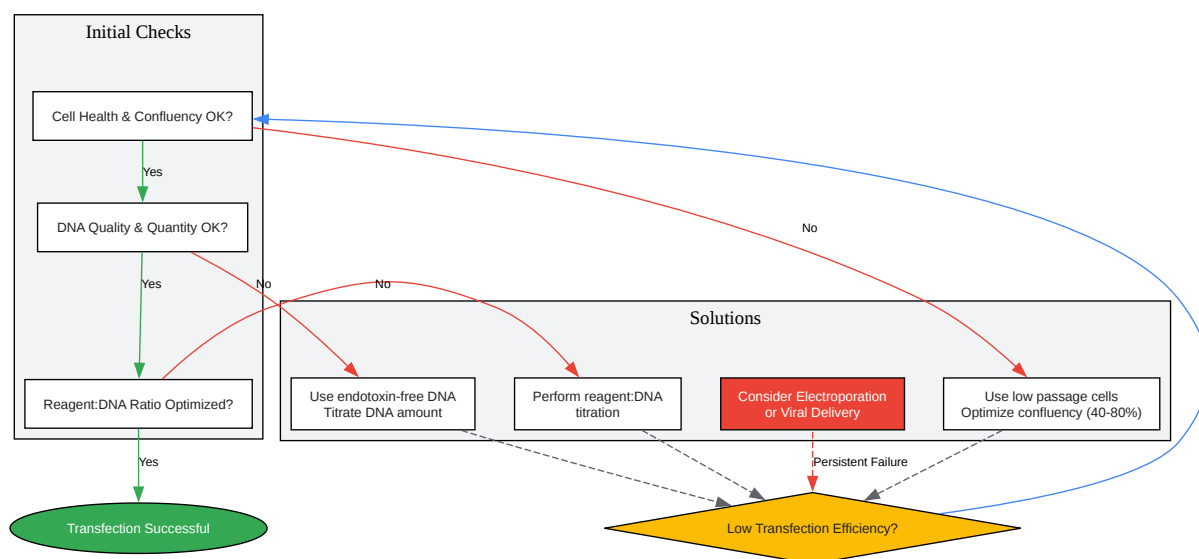 Initial Checks
Cell Health & Confluency OK?
Yes
No
DNA Quality & Quantity OK?
Yes
No
No
Solutions
Reagent:DNA Ratio Optimized?
Use endotoxin-free DNA
Titrate DNA amount
Perform reagent:DNA
titration
Consider Electroporation
or Viral Delivery
Use low passage cells
Optimize confluency (40-80%)
Yes
Persistent Failure
Transfection Successful
Low Transfection Efficiency?